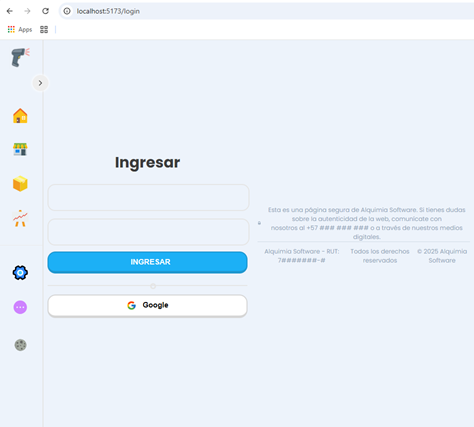 localhost:5173/login
Apps
Ingresar
Esta es una página segura de Alquimia Software. Si tienes dudas
sobre la autenticidad de la web, comunícate con
nosotros al +57 ### ### ### o a través de nuestros medios
digitales.
INGRESAR
Alquimia Software - RUT:
7#######-#
Todos los derechos
reservados
© 2025 Alquimia
Software
Google